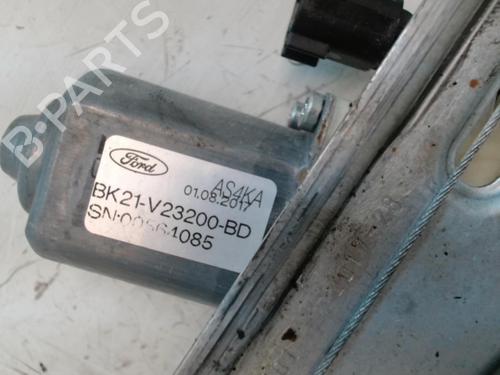 B-PARTS
Ford
AS4KA
01.08.2017
BK21-V23200-BD
SN:00564085